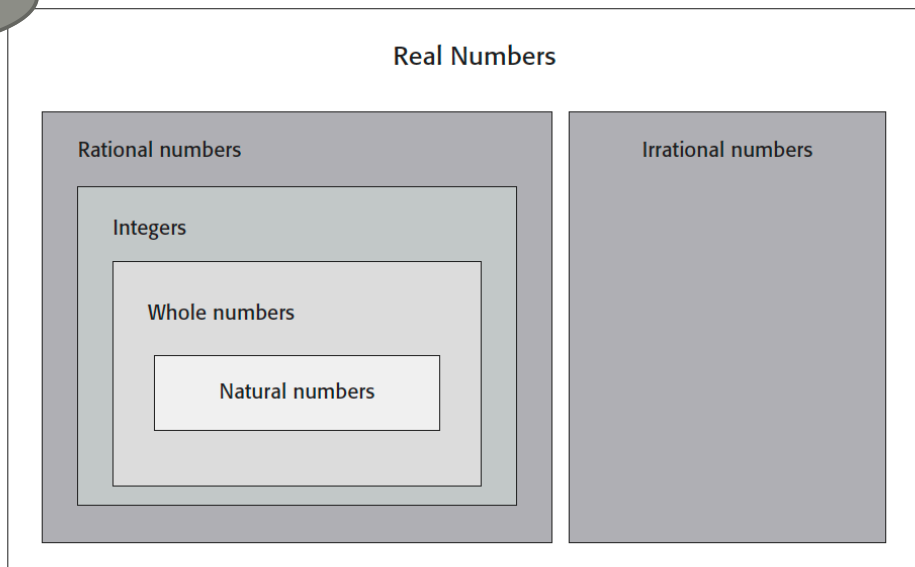 Real Numbers
Rational numbers
Irrational numbers
Integers
Whole numbers
Natural numbers